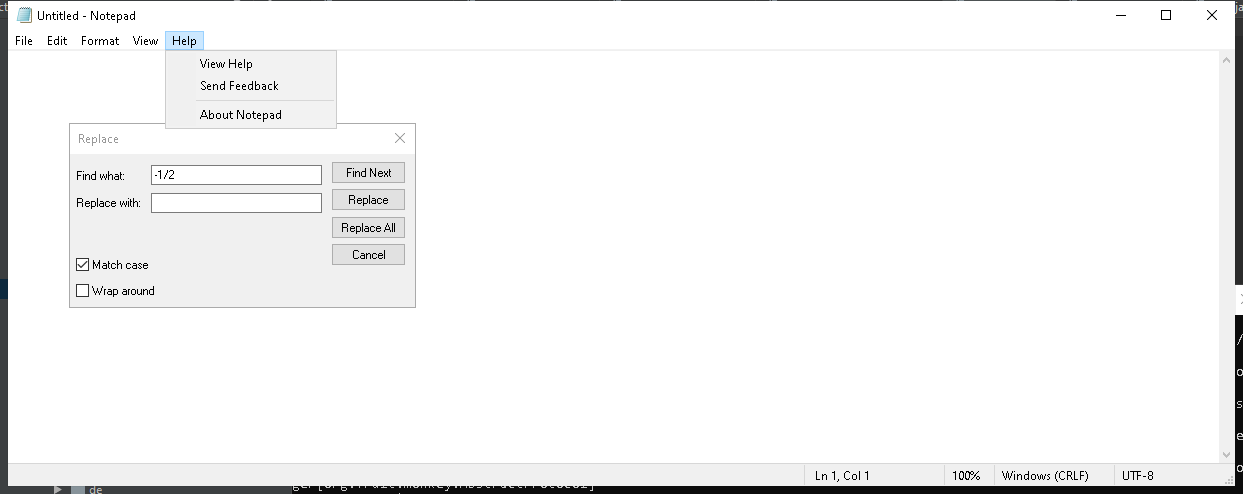 Untitled - Notepad
File Edit Format View Help
View Help
Send Feedback
About Notepad
Replace
Find what: -1/2 Find Next
Replace with: Replace
Replace All
Cancel
Match case
Wrap around
Ln 1, Col 1 100% Windows (CRLF) UTF-8
de